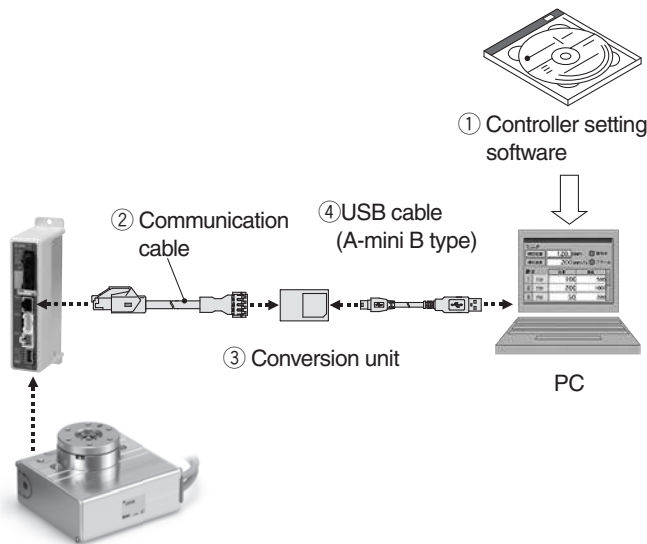 ① Controller setting
software
② Communication
cable
④USB cable
(A-mini B type)
③ Conversion unit
PC